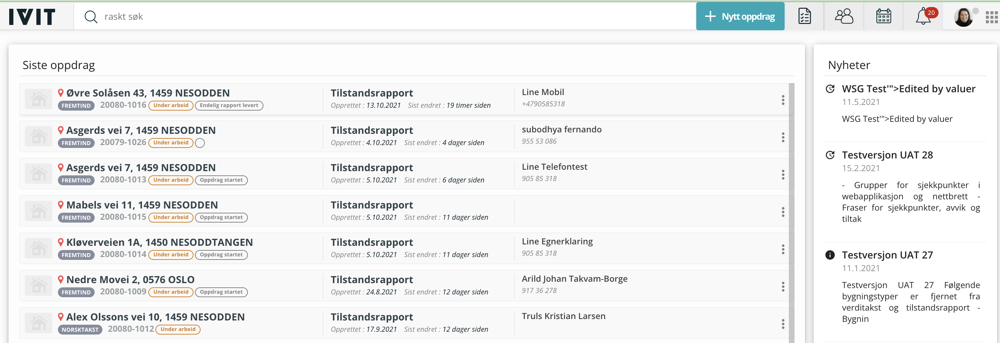 IVIT
raskt søk
+ Nytt oppdrag
20
Siste oppdrag
Øvre Solåsen 43, 1459 NESODDEN
FREMTIND 20080-1016 Under arbeid Endelig rapport levert
Tilstandsrapport
Opprettet : 13.10.2021 Sist endret : 19 timer siden
Line Mobil
+4790585318
Asgerds vei 7, 1459 NESODDEN
FREMTIND 20079-1026 Under arbeid
Tilstandsrapport
Opprettet : 4.10.2021 Sist endret : 4 dager siden
subodhya fernando
955 53 086
Asgerds vei 7, 1459 NESODDEN
FREMTIND 20080-1013 Under arbeid Oppdrag startet
Tilstandsrapport
Opprettet : 5.10.2021 Sist endret : 6 dager siden
Line Telefontest
905 85 318
Mabels vei 11, 1459 NESODDEN
FREMTIND 20080-1015 Under arbeid Oppdrag startet
Tilstandsrapport
Opprettet : 5.10.2021 Sist endret : 11 dager siden
Kløverveien 1A, 1450 NESODDTANGEN
FREMTIND 20080-1014 Under arbeid Oppdrag startet
Tilstandsrapport
Opprettet : 5.10.2021 Sist endret : 11 dager siden
Line Egnerklaring
905 85 318
Nedre Movei 2, 0576 OSLO
FREMTIND 20080-1009 Under arbeid Oppdrag startet
Tilstandsrapport
Opprettet : 24.8.2021 Sist endret : 12 dager siden
Arild Johan Takvam-Borge
917 36 278
Alex Olssons vei 10, 1459 NESODDEN
NORSKTAKST 20080-1012 Under arbeid
Tilstandsrapport
Opprettet : 17.9.2021 Sist endret : 12 dager siden
Truls Kristian Larsen
Nyheter
WSG Test'">Edited by valuer
11.5.2021
WSG Test'">Edited by valuer
Testversjon UAT 28
15.2.2021
- Grupper for sjekkpunkter i
webapplikasjon og nettbrett -
Fraser for sjekkpunkter, avvik og
tiltak
Testversjon UAT 27
11.1.2021
Testversjon UAT 27 Følgende
bygningstyper er fjernet fra
verditakst og tilstandsrapport -
Bygnin